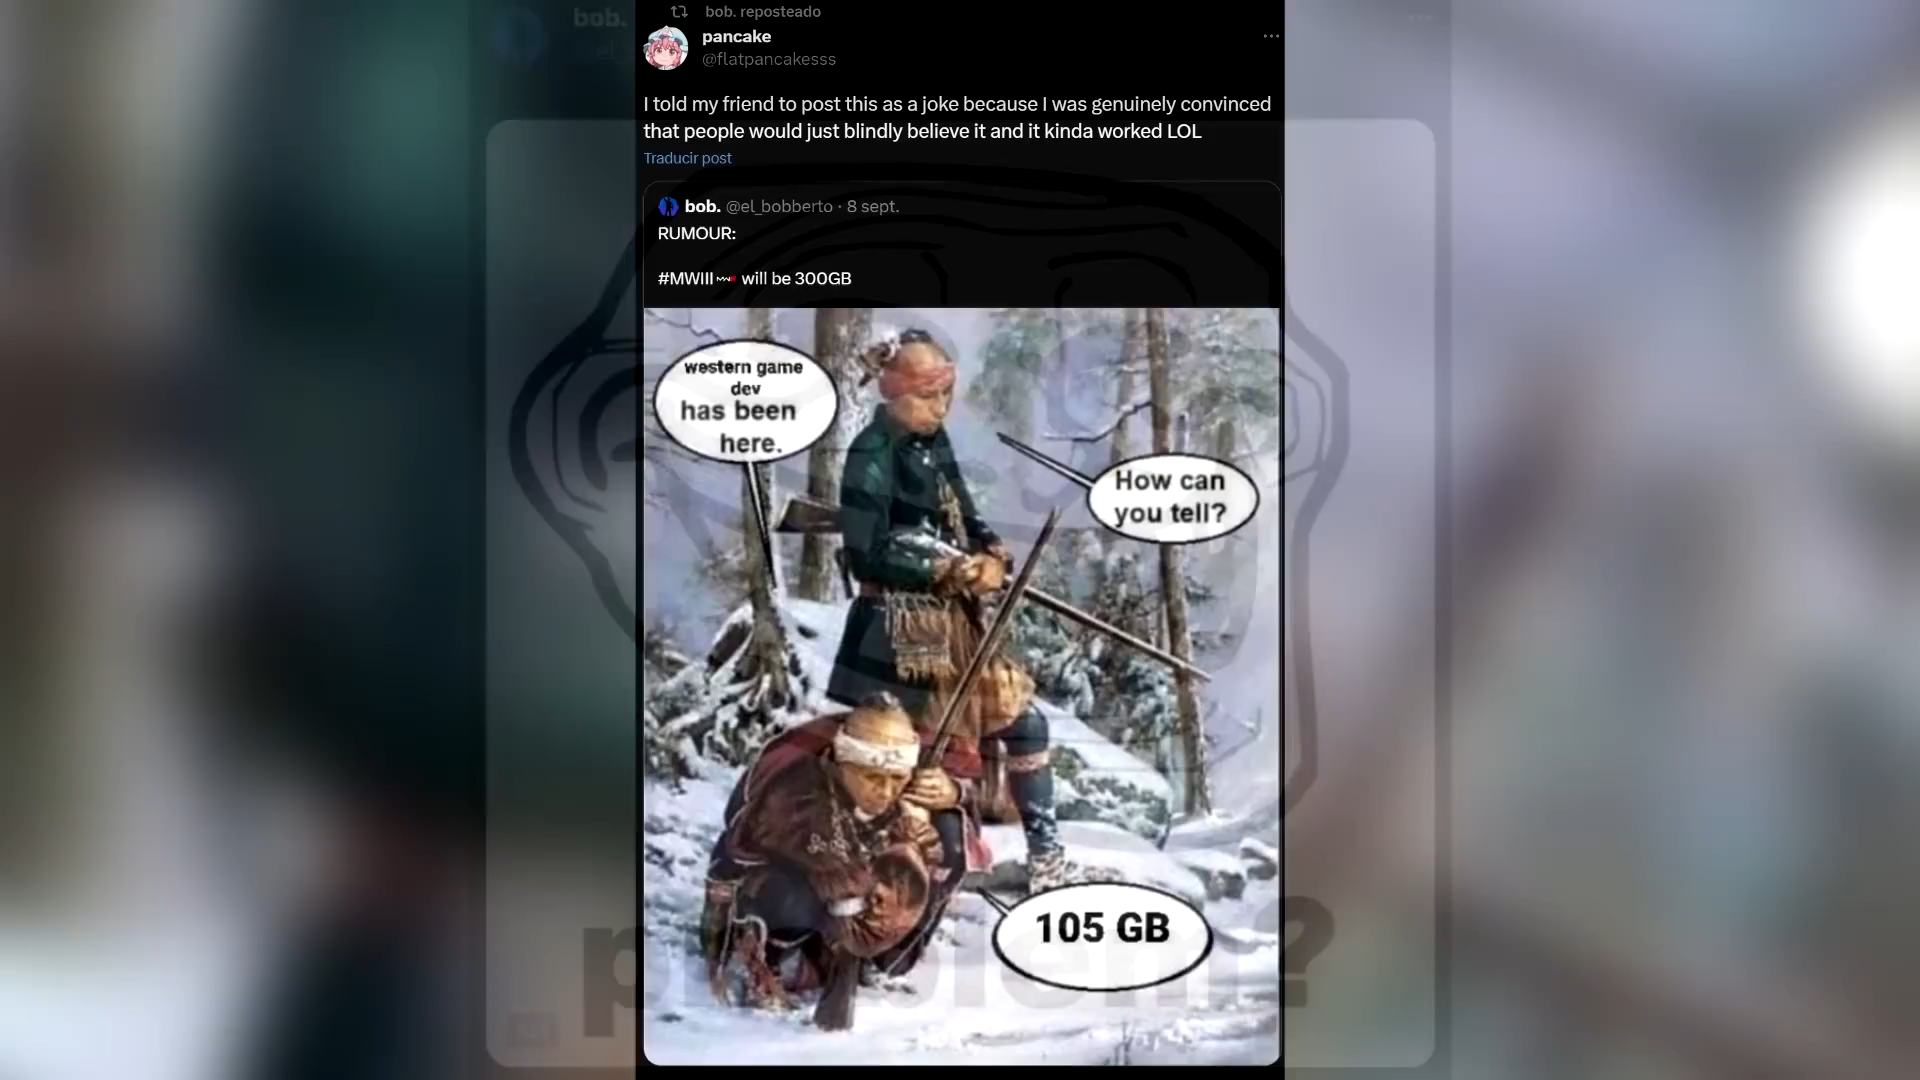 bob. reposteado
pancake
@flatpancakesss
I told my friend to post this as a joke because I was genuinely convinced
that people would just blindly believe it and it kinda worked LOL
Traducir post
bob. @el_bobberto · 8 sept.
RUMOUR:
#MWIII will be 300GB
western game
dev
has been
here.
How can
you tell?
105 GB
problem?
bob.